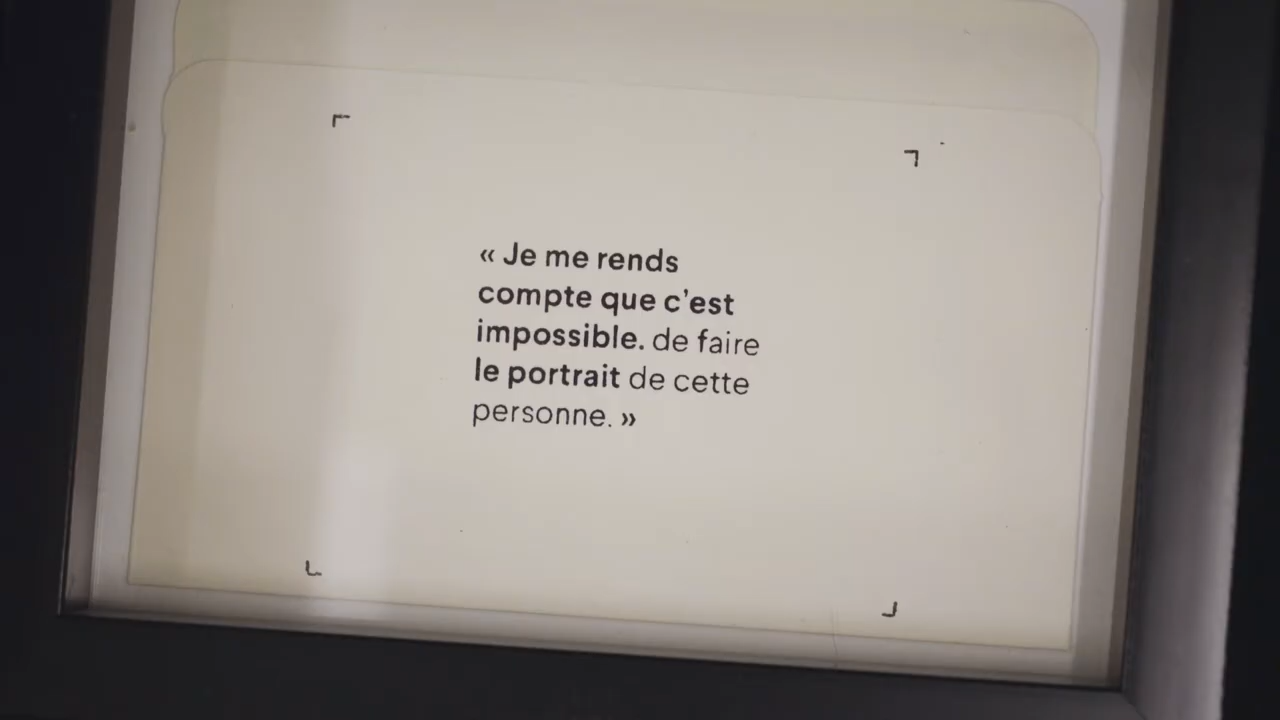 « Je me rends
compte que c’est
impossible. de faire
le portrait de cette
personne. »